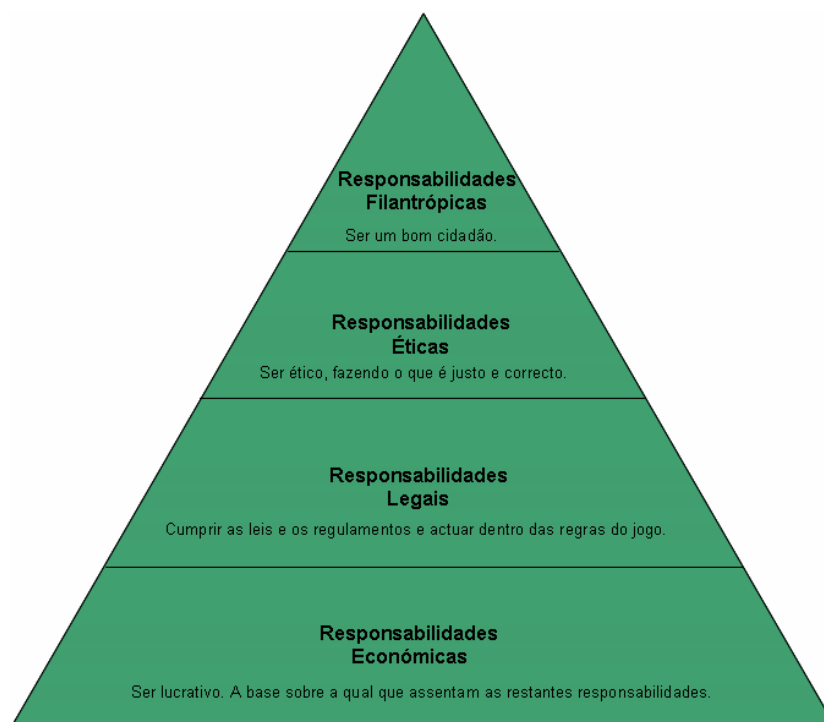 Responsabilidades
Filantrópicas
Ser um bom cidadão.
Responsabilidades
Éticas
Ser ético, fazendo o que é justo e correcto.
Responsabilidades
Legais
Cumprir as leis e os regulamentos e actuar dentro das regras do jogo.
Responsabilidades
Económicas
Ser lucrativo. A base sobre a qual que assentam as restantes responsabilidades.